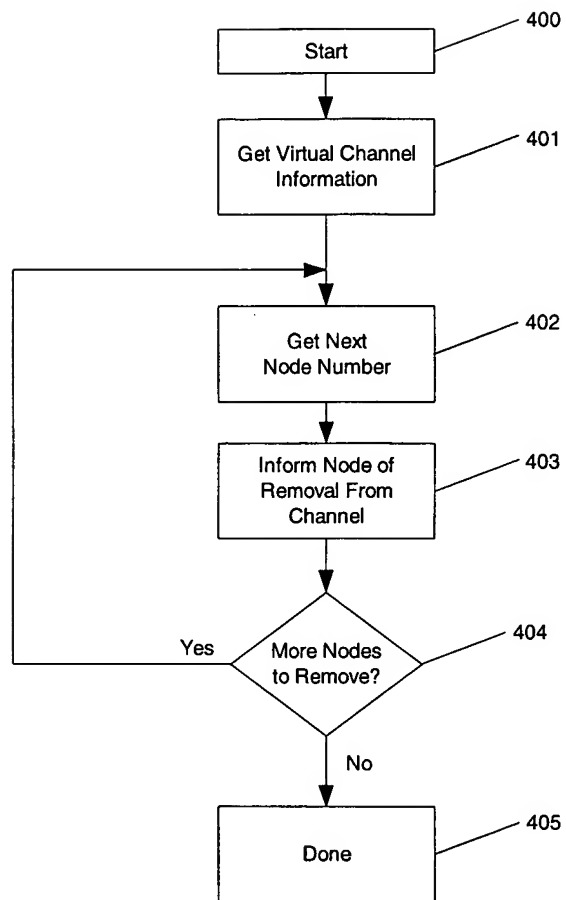 400
Start
401
Get Virtual Channel
Information
402
Get Next
Node Number
403
Inform Node of
Removal From
Channel
404
Yes
More Nodes
to Remove?
No
405
Done